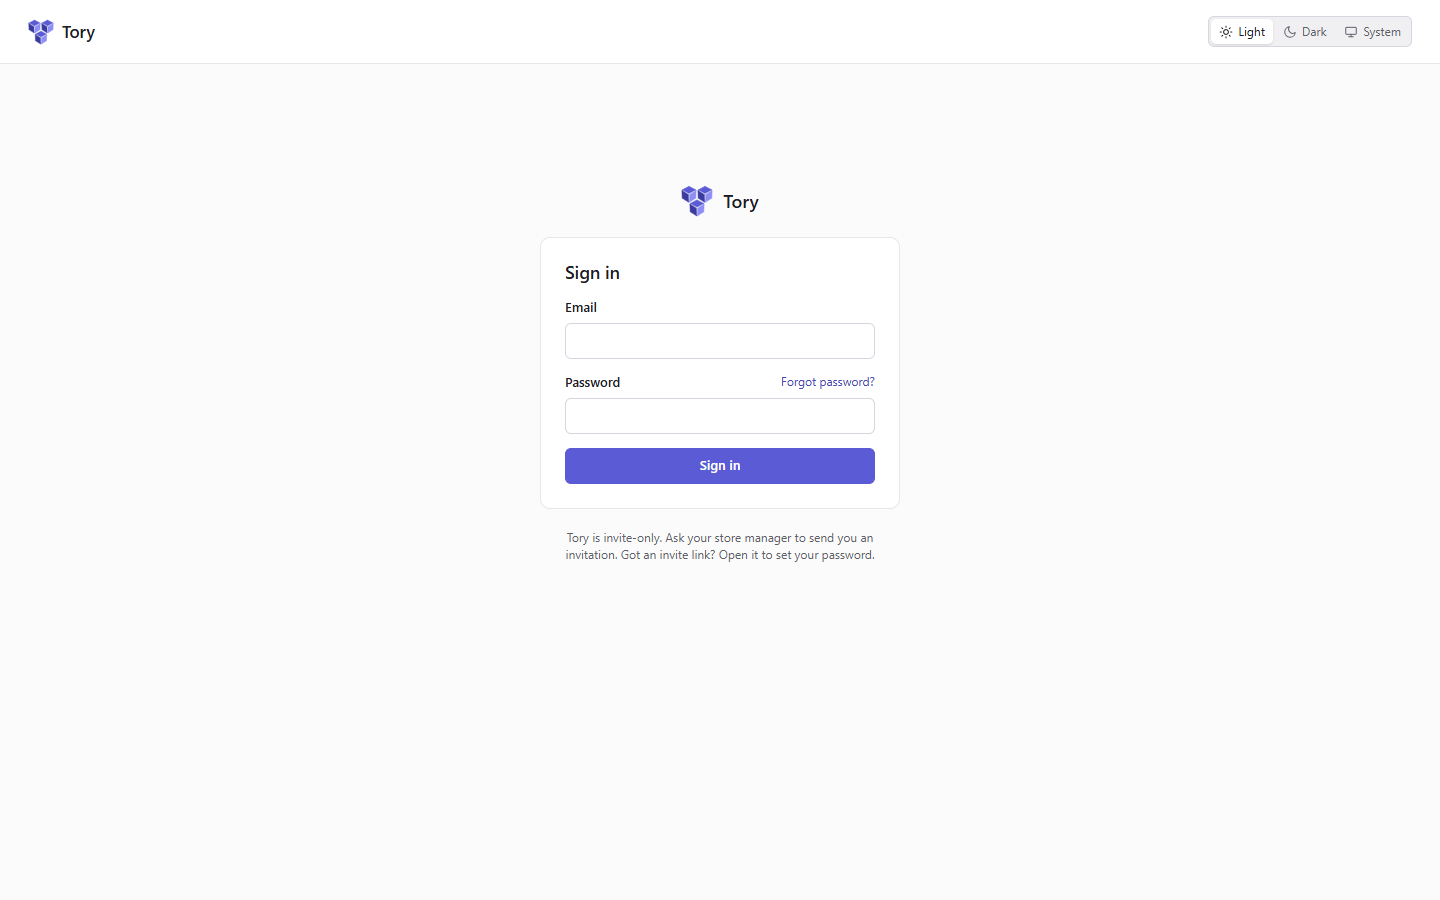 Tory
Light
Dark
System
Tory
Sign in
Email
Password
Forgot password?
Sign in
Tory is invite-only. Ask your store manager to send you an
invitation. Got an invite link? Open it to set your password.